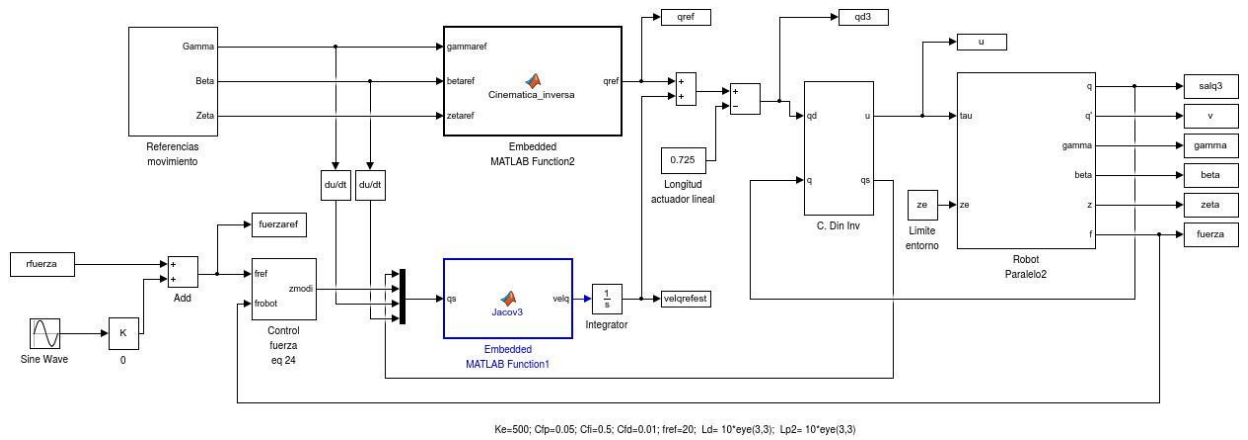 Gamma
Beta
Zeta
Referencias
movimiento
gammaref
betaref
zetaref
Cinematica_inversa
qref
Embedded
MATLAB Function2
qref
qd3
u
+
+
+
−
0.725
Longitud
actuador lineal
qd
q
u
qs
C. Din Inv
tau
ze
q
q'
gamma
beta
z
f
Robot
Paralelo2
ze
Limite
entorno
salq3
v
gamma
beta
zeta
fuerza
du/dt
du/dt
fuerzaref
rfuerza
+
+
Add
Sine Wave
K
0
fref
frobot
zmodi
Control
fuerza
eq 24
qs
Jacov3
velq
Embedded
MATLAB Function1
1
s
Integrator
velqrefest
Ke=500; Cfp=0.05; Cfi=0.5; Cfd=0.01; fref=20; Ld= 10*eye(3,3); Lp2= 10*eye(3,3)